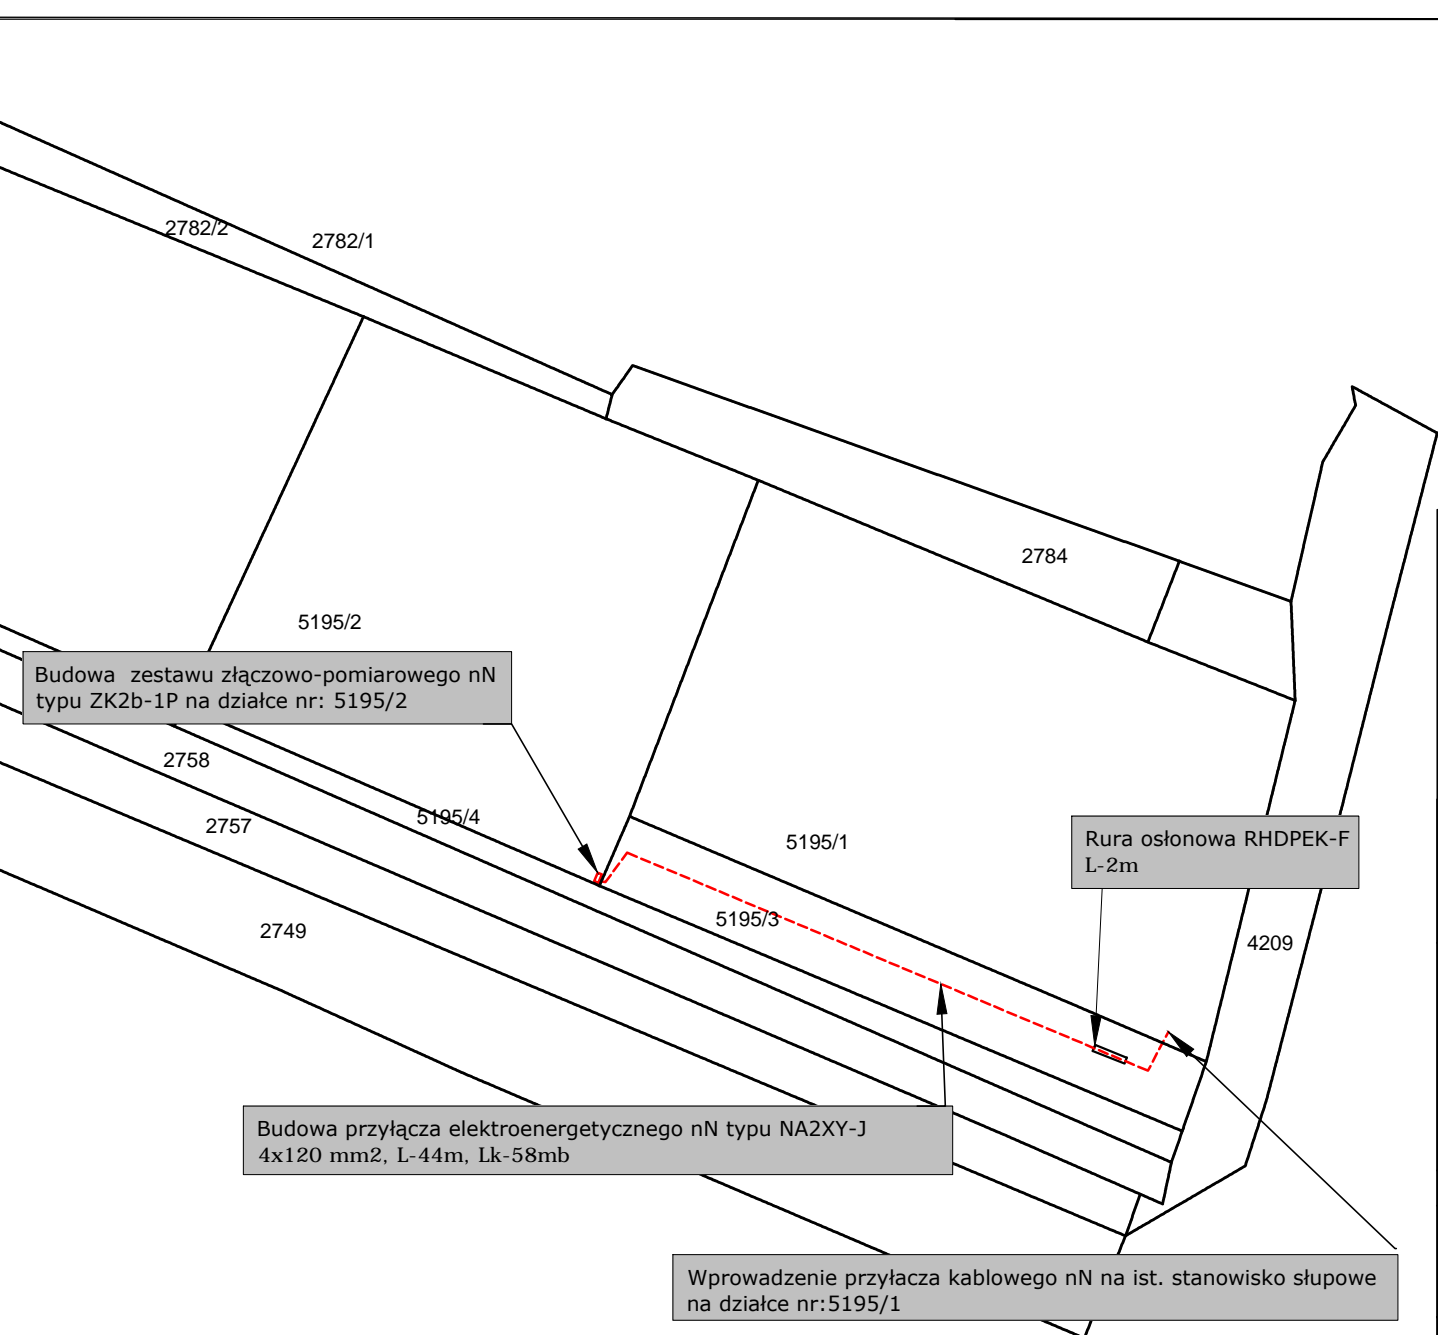 2782/2
2782/1
2784
5195/2
Budowa zestawu złączowo-pomiarowego nN
typu ZK2b-1P na działce nr: 5195/2
2758
5195/4
2757
5195/1
Rura osłonowa RHDPEK-F
L-2m
5195/3
2749
4209
Budowa przyłącza elektroenergetycznego nN typu NA2XY-J
4x120 mm2, L-44m, Lk-58mb
Wprowadzenie przyłacza kablowego nN na ist. stanowisko słupowe
na działce nr:5195/1